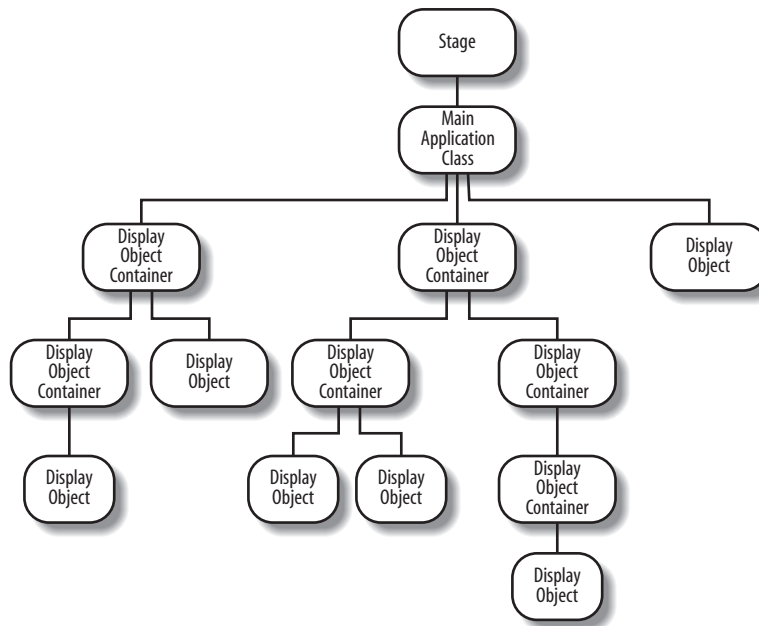 Stage
Main
Application
Class
Display
Object
Container
Display
Object
Container
Display
Object
Display
Object
Container
Display
Object
Display
Object
Container
Display
Object
Container
Display
Object
Display
Object
Display
Object
Display
Object
Container
Display
Object